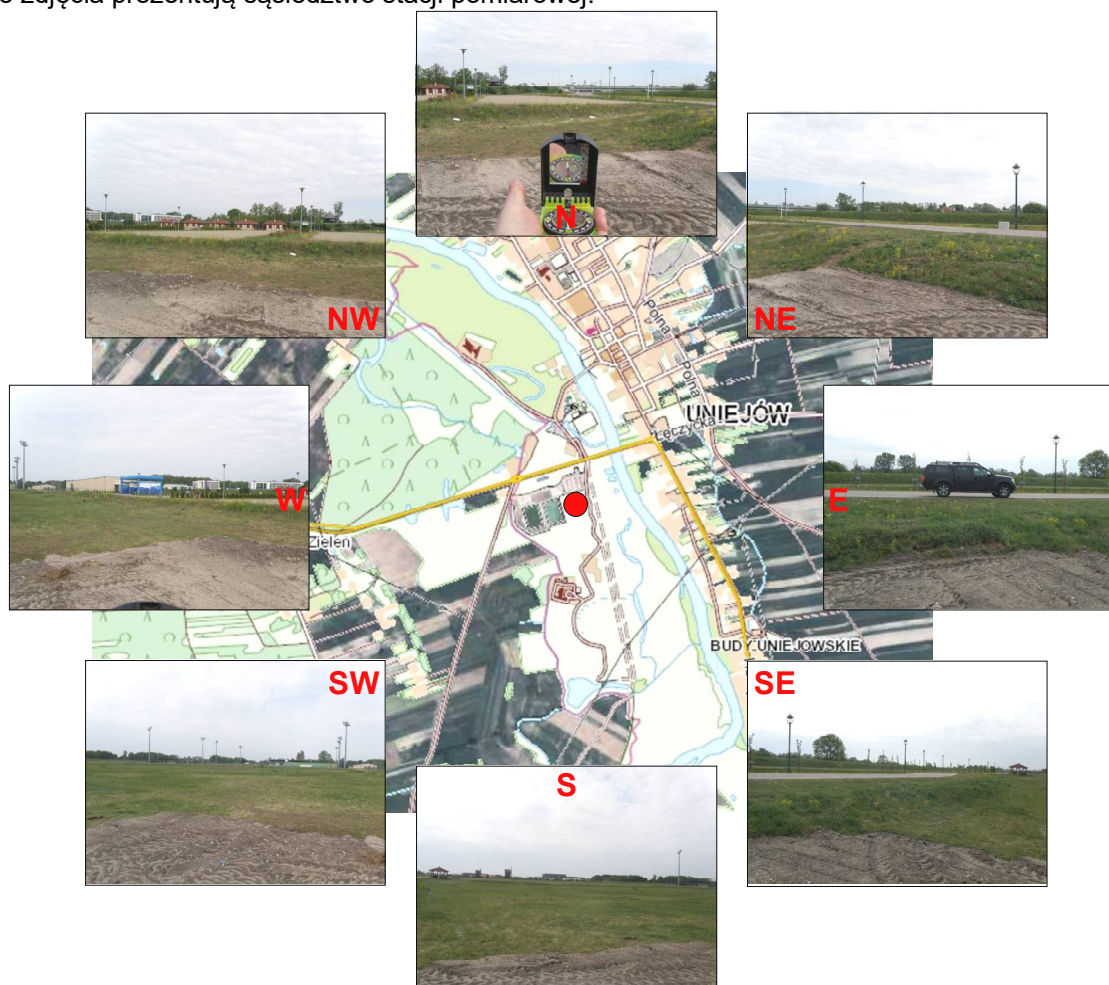 zdjęcia prezentują sąsiedztwo stacji pomiarowej.
N
NW
NE
Polna
Polna
UNIEJÓW
Łęczycka
W
E
Zieleń
BUDY UNIEJOWSKIE
SW
SE
S